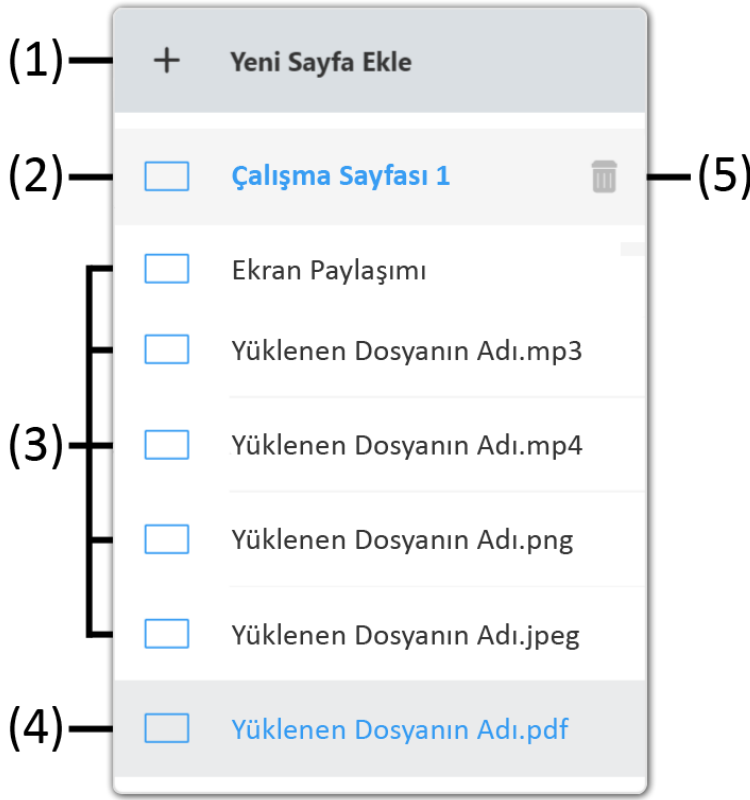 (1) + Yeni Sayfa Ekle
(2) Çalışma Sayfası 1 (5)
Ekran Paylaşımı
Yüklenen Dosyanın Adı.mp3
(3) Yüklenen Dosyanın Adı.mp4
Yüklenen Dosyanın Adı.png
Yüklenen Dosyanın Adı.jpeg
(4) Yüklenen Dosyanın Adı.pdf